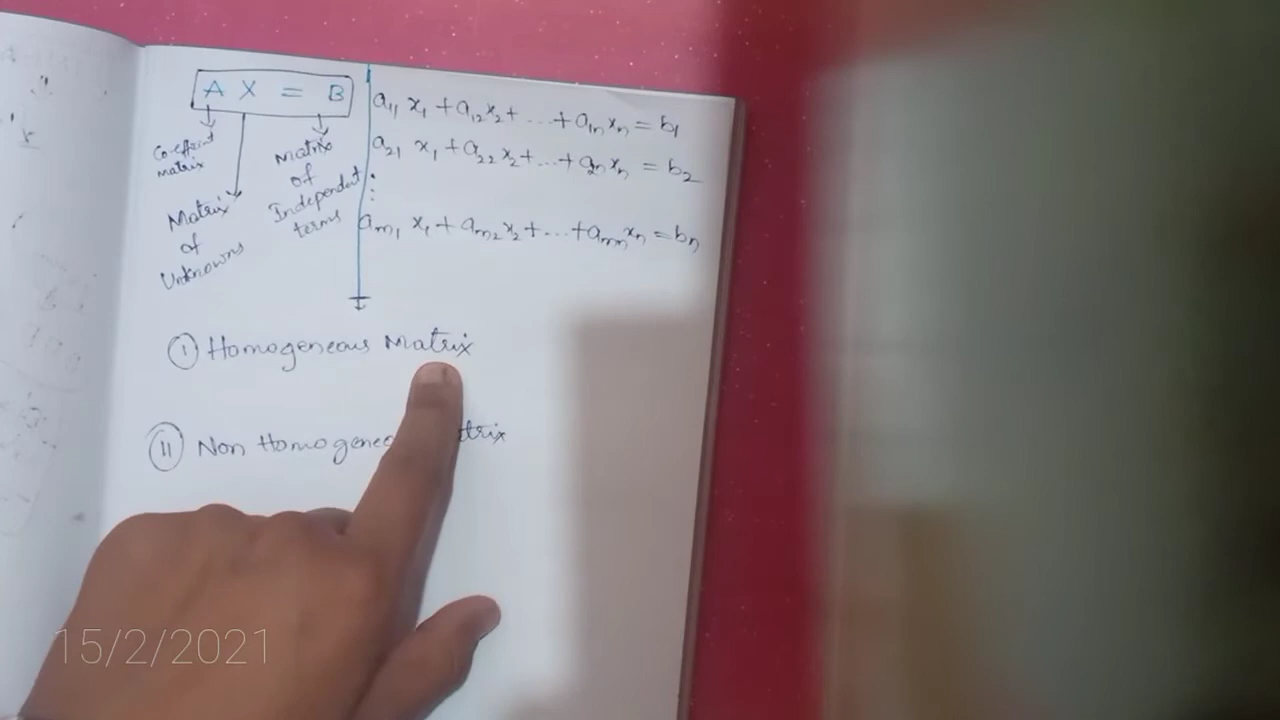 A X = B
Co-efficient matrix
Matrix of Unknowns
Matrix of Independent terms
a11 x1 + a12 x2 + ... + a1n xn = b1
a21 x1 + a22 x2 + ... + a2n xn = b2
:
am1 x1 + am2 x2 + ... + amn xn = bn
I Homogeneous Matrix
II Non Homogeneo trix
15/2/2021